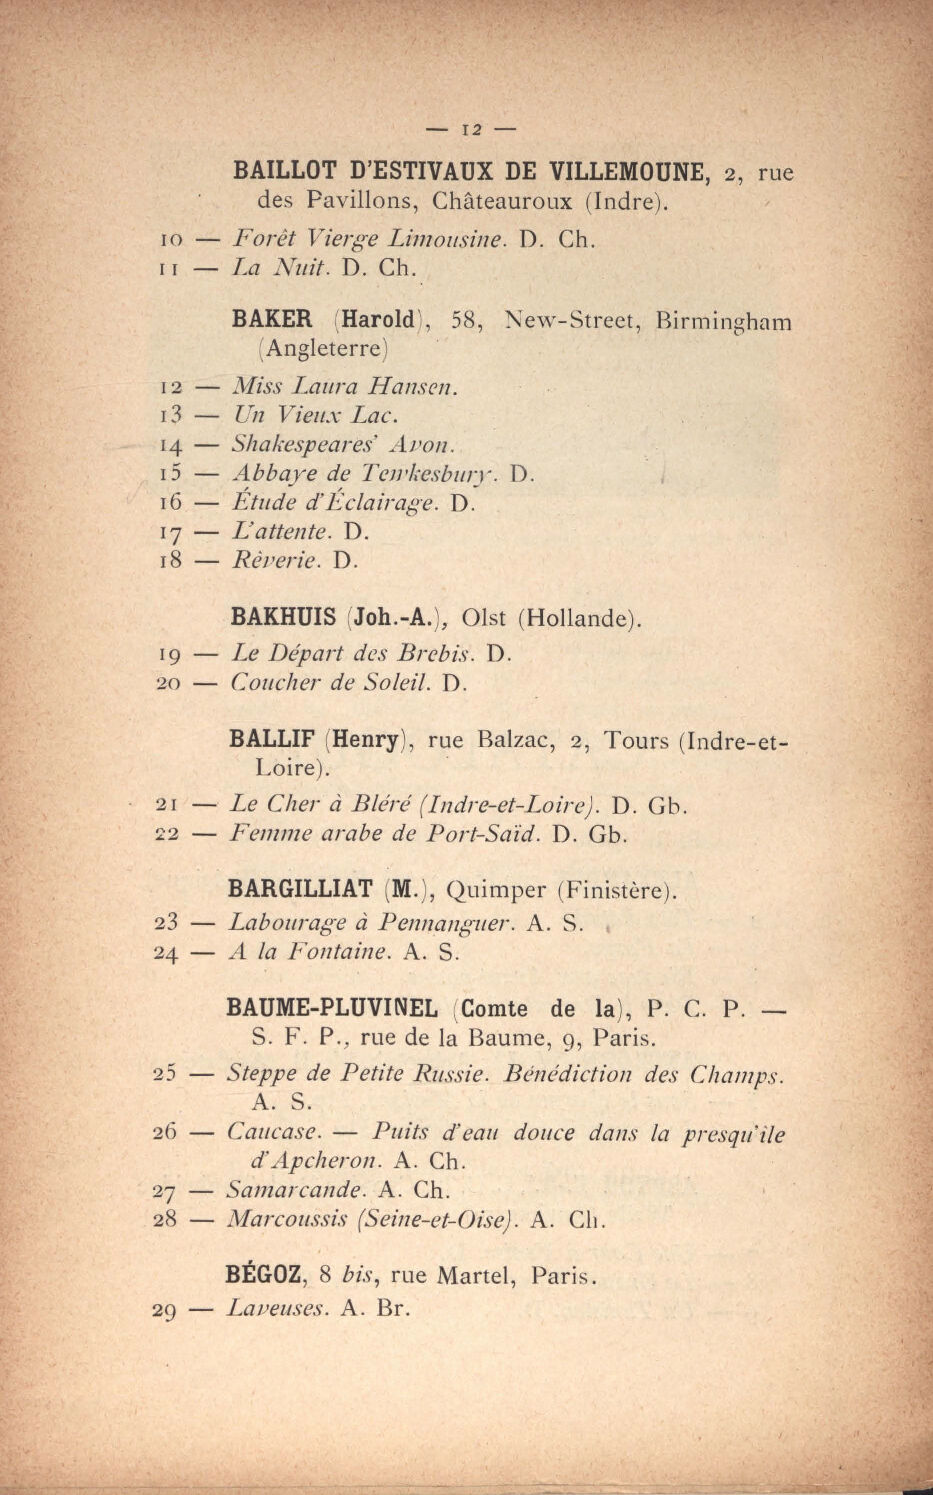 — 12 —
BAILLOT D'ESTIVAUX DE VILLEMOUNE, 2, rue
des Pavillons, Châteauroux (Indre).
10 — Forêt Vierge Limousine. D. Ch.
11 — La Nuit. D. Ch.
BAKER (Harold), 58, New-Street, Birmingham
(Angleterre)
12 — Miss Laura Hansen.
13 — Un Vieux Lac.
14 — Shakespeares' Avon.
15 — Abbaye de Tewkesbury. D.
16 — Étude d'Éclairage. D.
17 — L'attente. D.
18 — Rêverie. D.
BAKHUIS (Joh.-A.), Olst (Hollande).
19 — Le Départ des Brebis. D.
20 — Coucher de Soleil. D.
BALLIF (Henry), rue Balzac, 2, Tours (Indre-et-
Loire).
21 — Le Cher à Bléré (Indre-et-Loire). D. Gb.
22 — Femme arabe de Port-Saïd. D. Gb.
BARGILLIAT (M.), Quimper (Finistère).
23 — Labourage à Pennanguer. A. S.
24 — A la Fontaine. A. S.
BAUME-PLUVINEL (Comte de la), P. C. P. —
S. F. P., rue de la Baume, 9, Paris.
25 — Steppe de Petite Russie. Bénédiction des Champs.
A. S.
26 — Caucase. — Puits d'eau douce dans la presqu'île
d'Apcheron. A. Ch.
27 — Samarcande. A. Ch.
28 — Marcoussis (Seine-et-Oise). A. Ch.
BÉGOZ, 8 bis, rue Martel, Paris.
29 — Laveuses. A. Br.